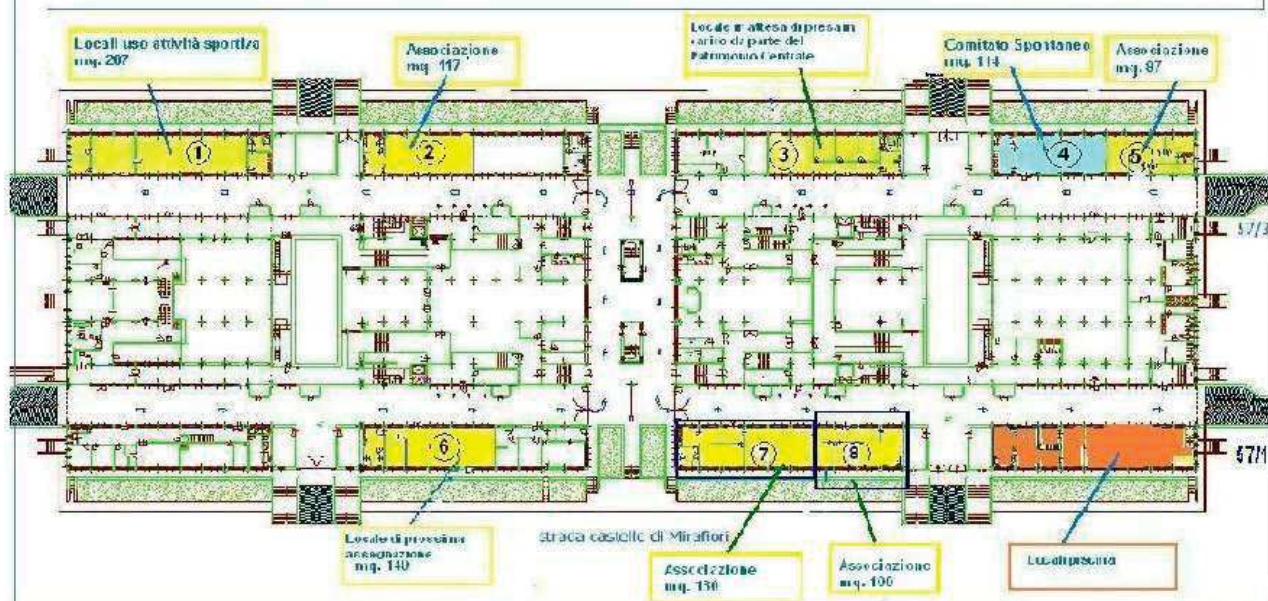 Locali uso attività sportiva
mq. 207
Associazione
mq. 117
Locale in attesa di presa in
carico da parte del
Patrimonio Centrale
Comitato Spontaneo
mq. 114
Associazione
mq. 87
1
2
3
4
5
57/3
6
7
8
57/1
Locale di prossima
assegnazione
mq. 140
strada castello di Mirafiori
Associazione
mq. 130
Associazione
mq. 100
Locali piscina